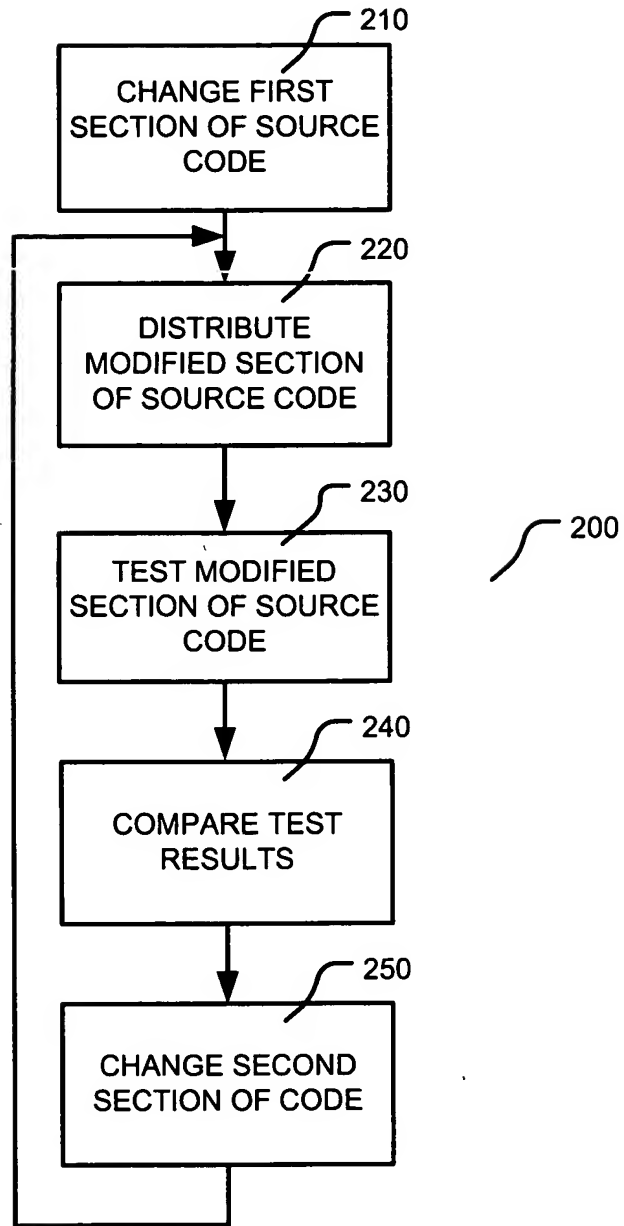 210
CHANGE FIRST
SECTION OF SOURCE
CODE
220
DISTRIBUTE
MODIFIED SECTION
OF SOURCE CODE
230
TEST MODIFIED
SECTION OF SOURCE
CODE
200
240
COMPARE TEST
RESULTS
250
CHANGE SECOND
SECTION OF CODE